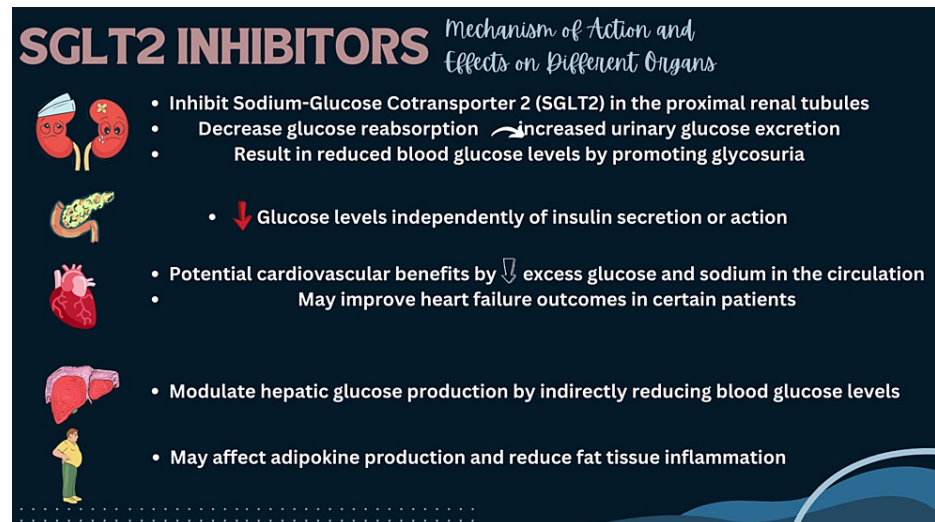 SGLT2 INHIBITORS
Mechanism of Action and
Effects on Different Organs
• Inhibit Sodium-Glucose Cotransporter 2 (SGLT2) in the proximal renal tubules
• Decrease glucose reabsorption increased urinary glucose excretion
• Result in reduced blood glucose levels by promoting glycosuria
• Glucose levels independently of insulin secretion or action
• Potential cardiovascular benefits by excess glucose and sodium in the circulation
• May improve heart failure outcomes in certain patients
• Modulate hepatic glucose production by indirectly reducing blood glucose levels
• May affect adipokine production and reduce fat tissue inflammation